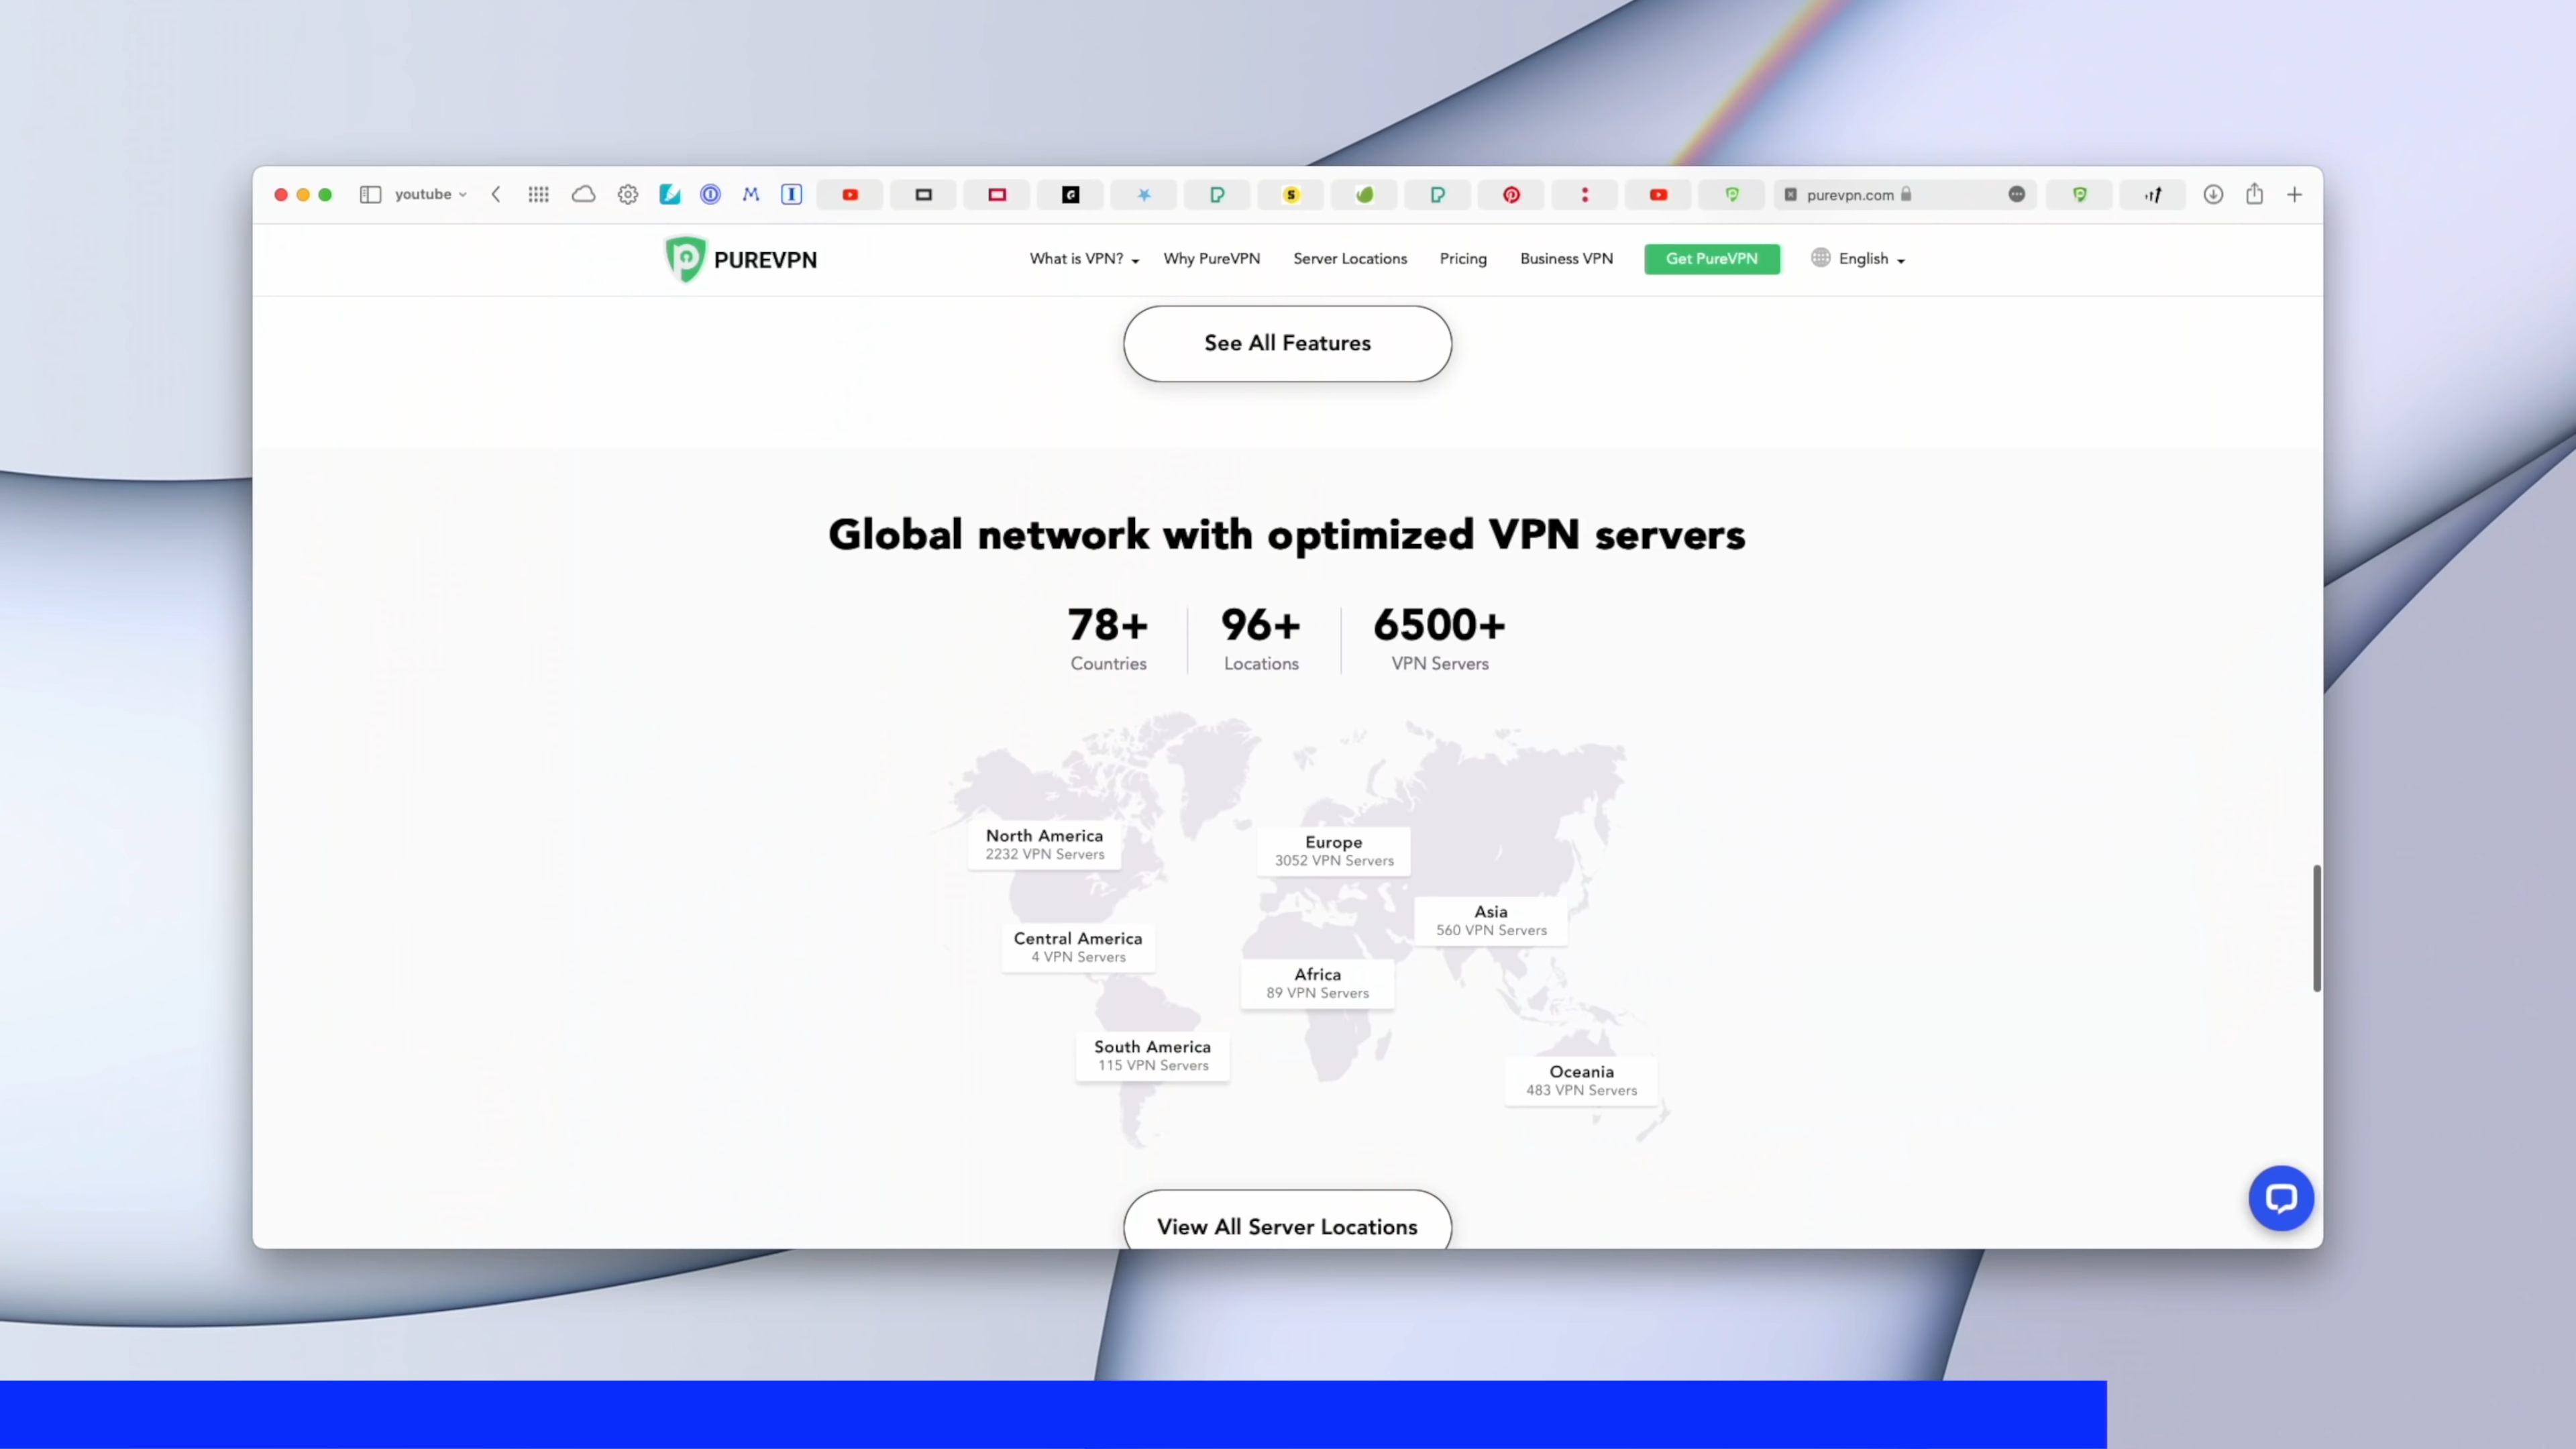 youtube
purevpn.com
PUREVPN
What is VPN?
Why PureVPN
Server Locations
Pricing
Business VPN
Get PureVPN
English
See All Features
Global network with optimized VPN servers
78+
Countries
96+
Locations
6500+
VPN Servers
North America
2232 VPN Servers
Europe
3052 VPN Servers
Asia
560 VPN Servers
Central America
4 VPN Servers
Africa
89 VPN Servers
South America
115 VPN Servers
Oceania
483 VPN Servers
View All Server Locations